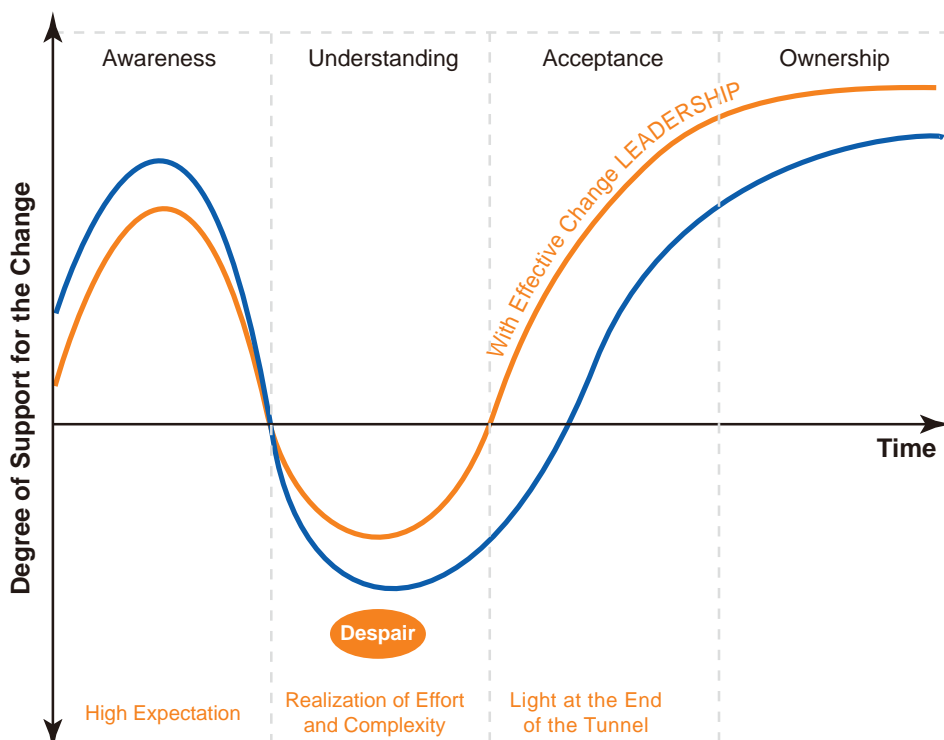 Awareness
Understanding
Acceptance
Ownership
Degree of Support for the Change
With Effective Change LEADERSHIP
Time
Despair
High Expectation
Realization of Effort
and Complexity
Light at the End
of the Tunnel